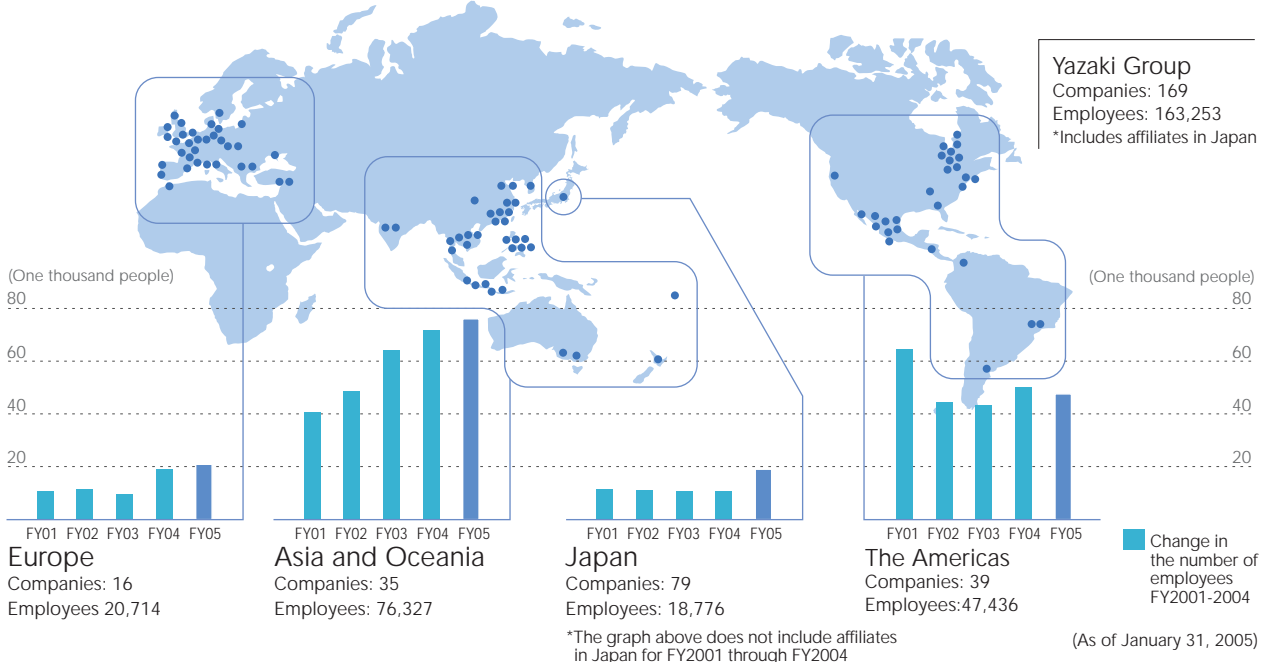 Yazaki Group
Companies: 169
Employees: 163,253
*Includes affiliates in Japan
(One thousand people)
80
60
40
20
(One thousand people)
80
60
40
20
FY01 FY02 FY03 FY04 FY05
Europe
Companies: 16
Employees 20,714
FY01 FY02 FY03 FY04 FY05
Asia and Oceania
Companies: 35
Employees: 76,327
FY01 FY02 FY03 FY04 FY05
Japan
Companies: 79
Employees: 18,776
*The graph above does not include affiliates
in Japan for FY2001 through FY2004
FY01 FY02 FY03 FY04 FY05
The Americas
Companies: 39
Employees:47,436
Change in
the number of
employees
FY2001-2004
(As of January 31, 2005)